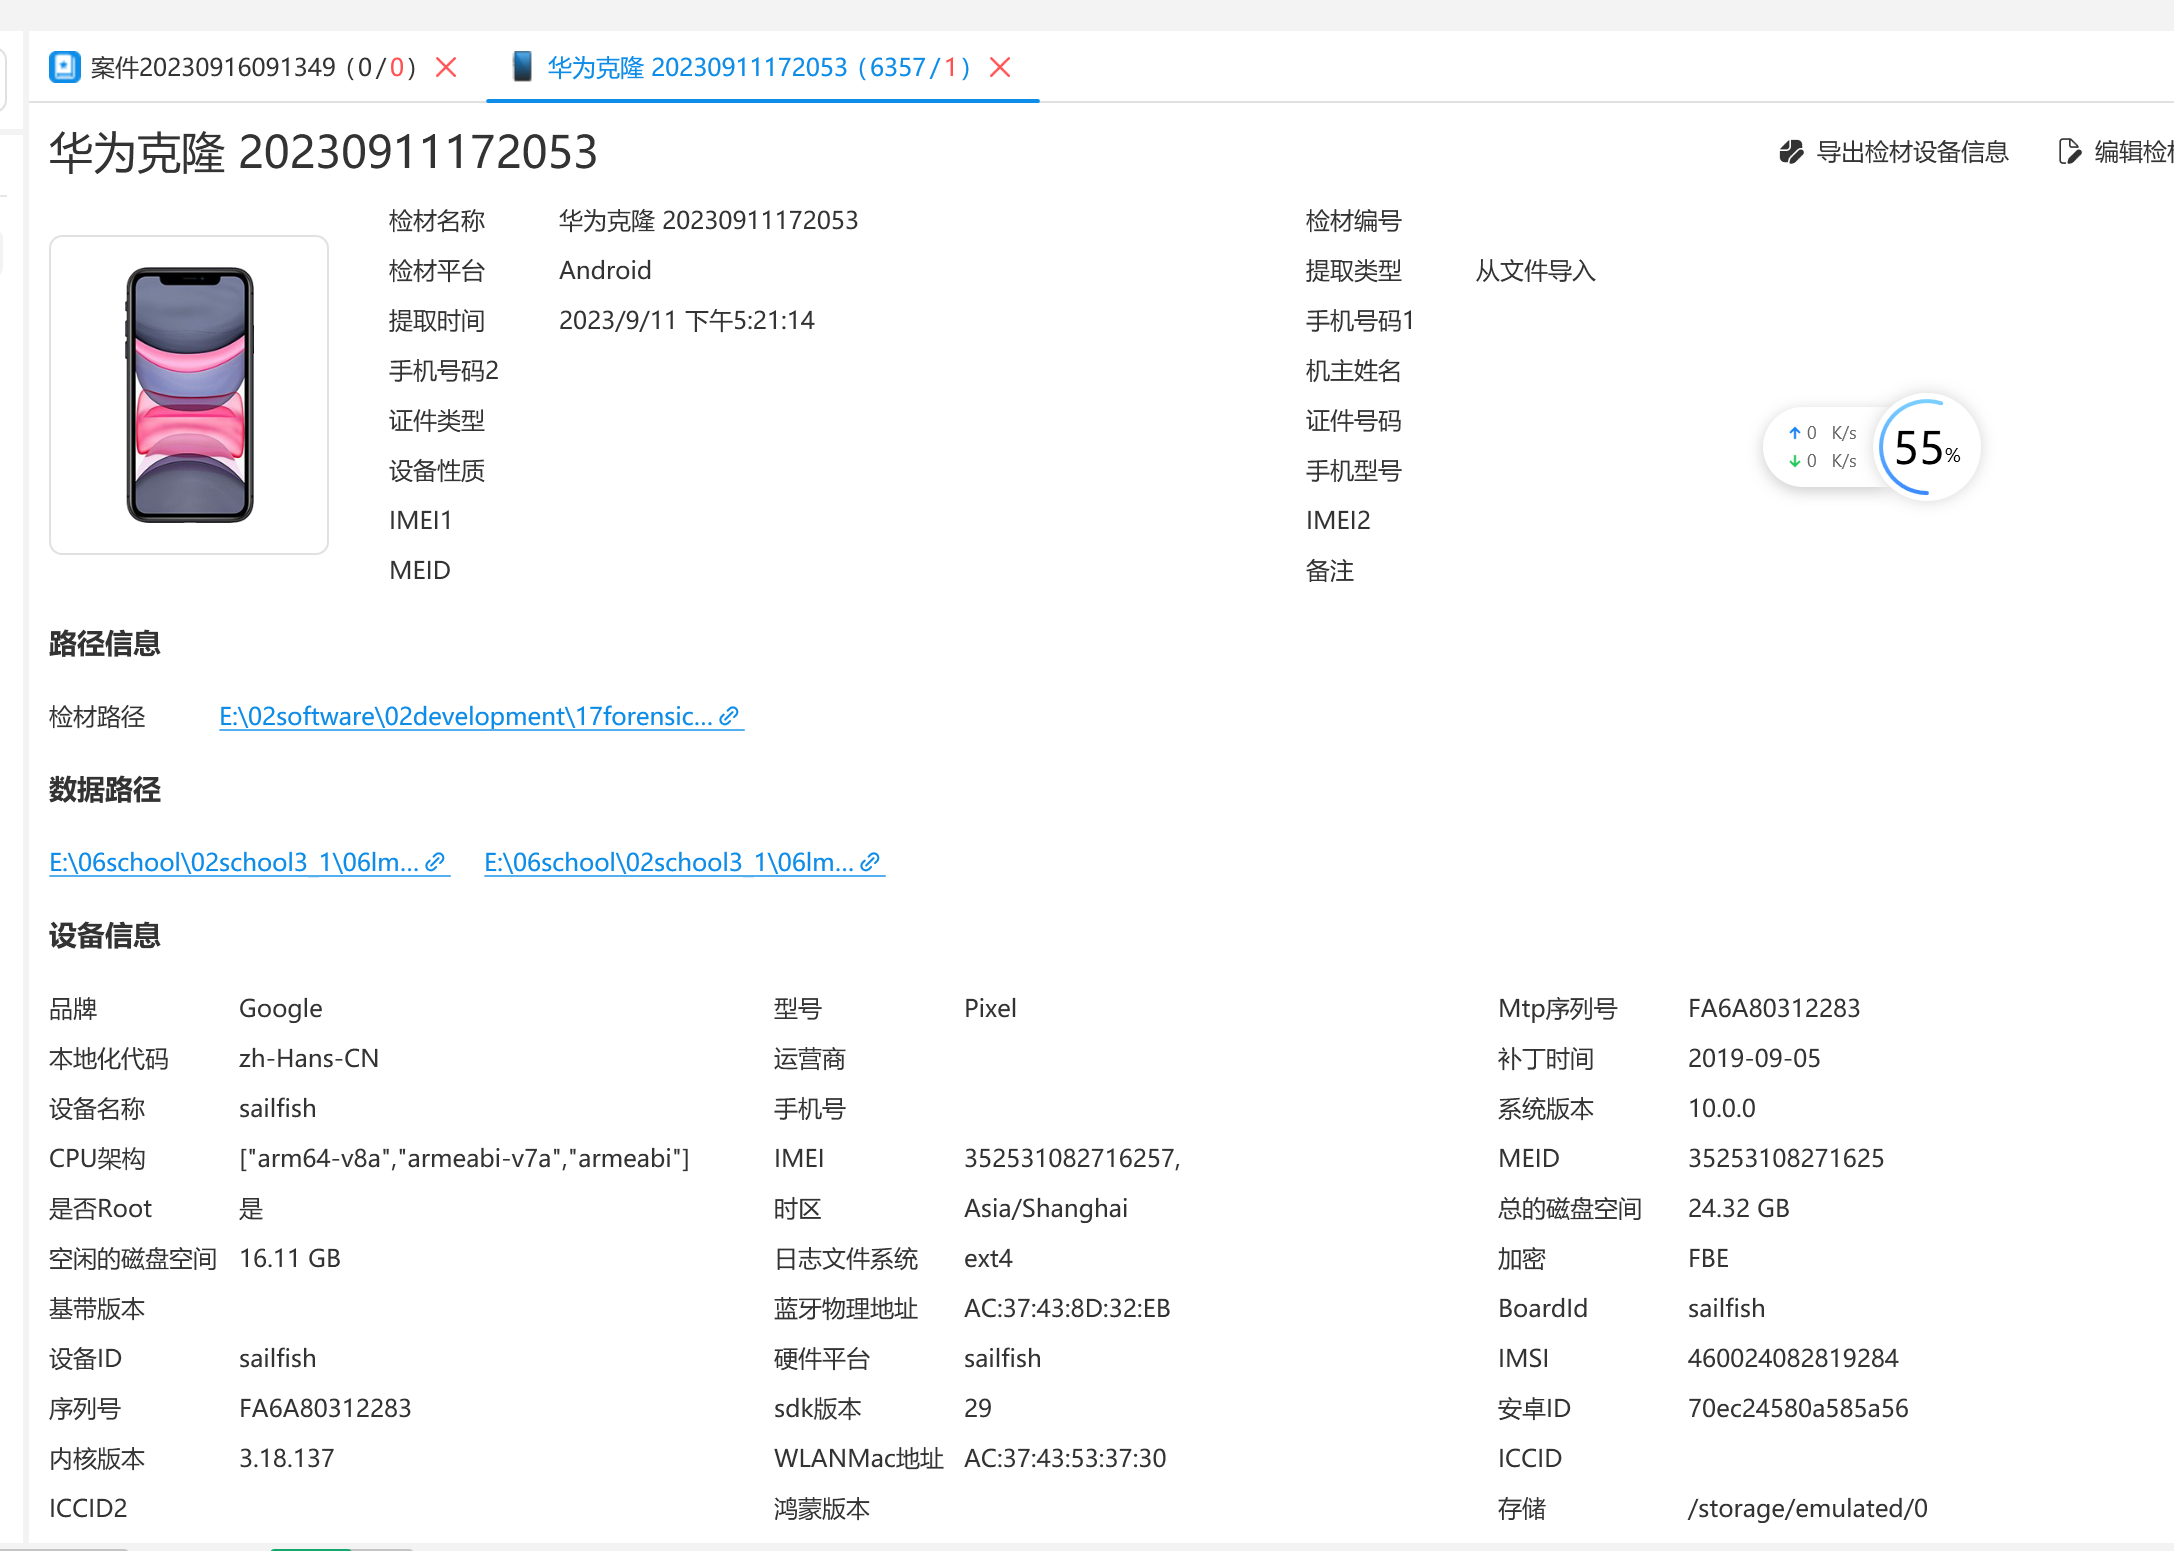 案件20230916091349（0/0） 华为克隆 20230911172053（6357/1）
华为克隆 20230911172053 导出检材设备信息
检材名称 华为克隆 20230911172053 检材编号
检材平台 Android 提取类型 从文件导入
提取时间 2023/9/11 下午5:21:14 手机号码1
手机号码2 机主姓名
证件类型 证件号码
↑ 0 K/s
↓ 0 K/s
55%
设备性质 手机型号
IMEI1 IMEI2
MEID 备注
路径信息
检材路径 E:\02software\02development\17forensic...
数据路径
E:\06school\02school3_1\06lm... E:\06school\02school3_1\06lm...
设备信息
品牌 Google 型号 Pixel Mtp序列号 FA6A80312283
本地化代码 zh-Hans-CN 运营商 补丁时间 2019-09-05
设备名称 sailfish 手机号 系统版本 10.0.0
CPU架构 ["arm64-v8a","armeabi-v7a","armeabi"] IMEI 352531082716257, MEID 35253108271625
是否Root 是 时区 Asia/Shanghai 总的磁盘空间 24.32 GB
空闲的磁盘空间 16.11 GB 日志文件系统 ext4 加密 FBE
基带版本 蓝牙物理地址 AC:37:43:8D:32:EB BoardId sailfish
设备ID sailfish 硬件平台 sailfish IMSI 460024082819284
序列号 FA6A80312283 sdk版本 29 安卓ID 70ec24580a585a56
内核版本 3.18.137 WLANMac地址 AC:37:43:53:37:30 ICCID
ICCID2 鸿蒙版本 存储 /storage/emulated/0